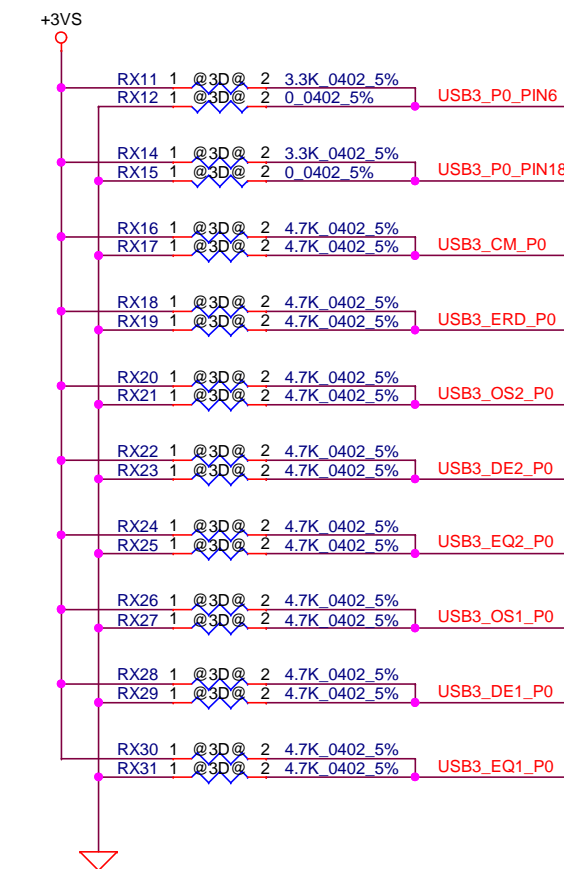 +3VS
RX11 1 @3D@ 2 3.3K_0402_5%
RX12 1 @3D@ 2 0_0402_5% USB3_P0_PIN6
RX14 1 @3D@ 2 3.3K_0402_5%
RX15 1 @3D@ 2 0_0402_5% USB3_P0_PIN18
RX16 1 @3D@ 2 4.7K_0402_5%
RX17 1 @3D@ 2 4.7K_0402_5% USB3_CM_P0
RX18 1 @3D@ 2 4.7K_0402_5%
RX19 1 @3D@ 2 4.7K_0402_5% USB3_ERD_P0
RX20 1 @3D@ 2 4.7K_0402_5%
RX21 1 @3D@ 2 4.7K_0402_5% USB3_OS2_P0
RX22 1 @3D@ 2 4.7K_0402_5%
RX23 1 @3D@ 2 4.7K_0402_5% USB3_DE2_P0
RX24 1 @3D@ 2 4.7K_0402_5%
RX25 1 @3D@ 2 4.7K_0402_5% USB3_EQ2_P0
RX26 1 @3D@ 2 4.7K_0402_5%
RX27 1 @3D@ 2 4.7K_0402_5% USB3_OS1_P0
RX28 1 @3D@ 2 4.7K_0402_5%
RX29 1 @3D@ 2 4.7K_0402_5% USB3_DE1_P0
RX30 1 @3D@ 2 4.7K_0402_5%
RX31 1 @3D@ 2 4.7K_0402_5% USB3_EQ1_P0